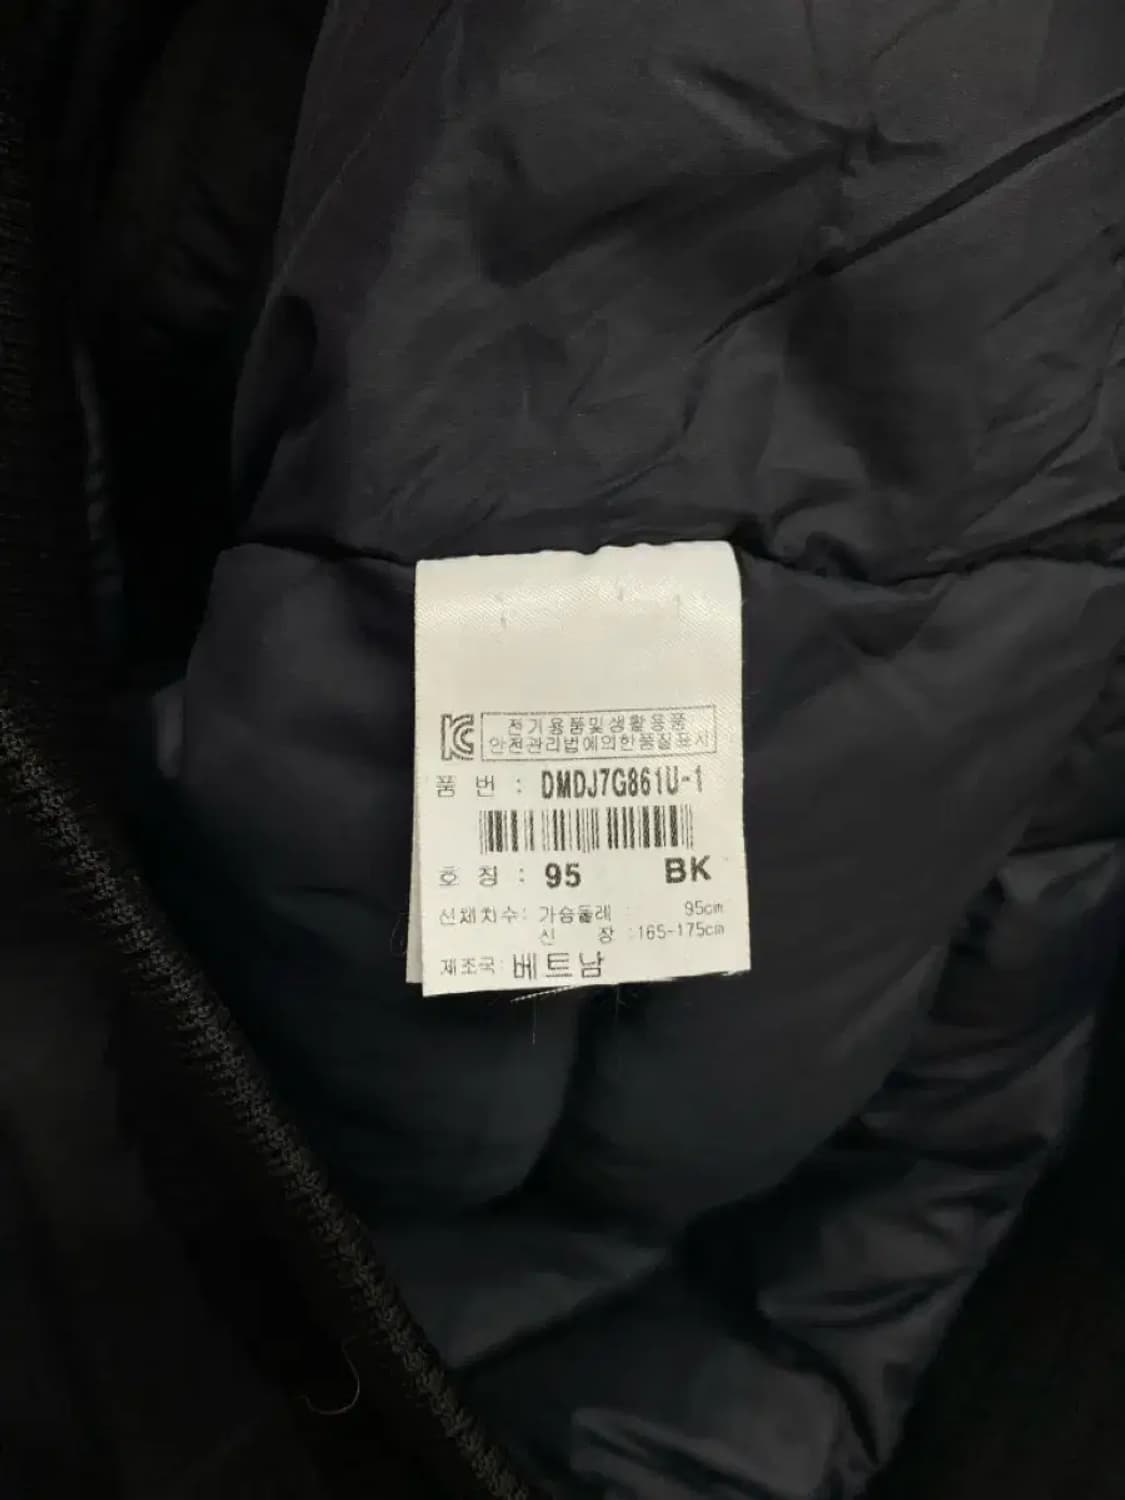 KC 전기용품및생활용품
안전관리법에의한품질표시
품 번 : DMDJ7G861U-1
호 칭 : 95 BK
신체치수: 가슴둘레 : 95cm
신 장 :165-175cm
제조국: 베트남